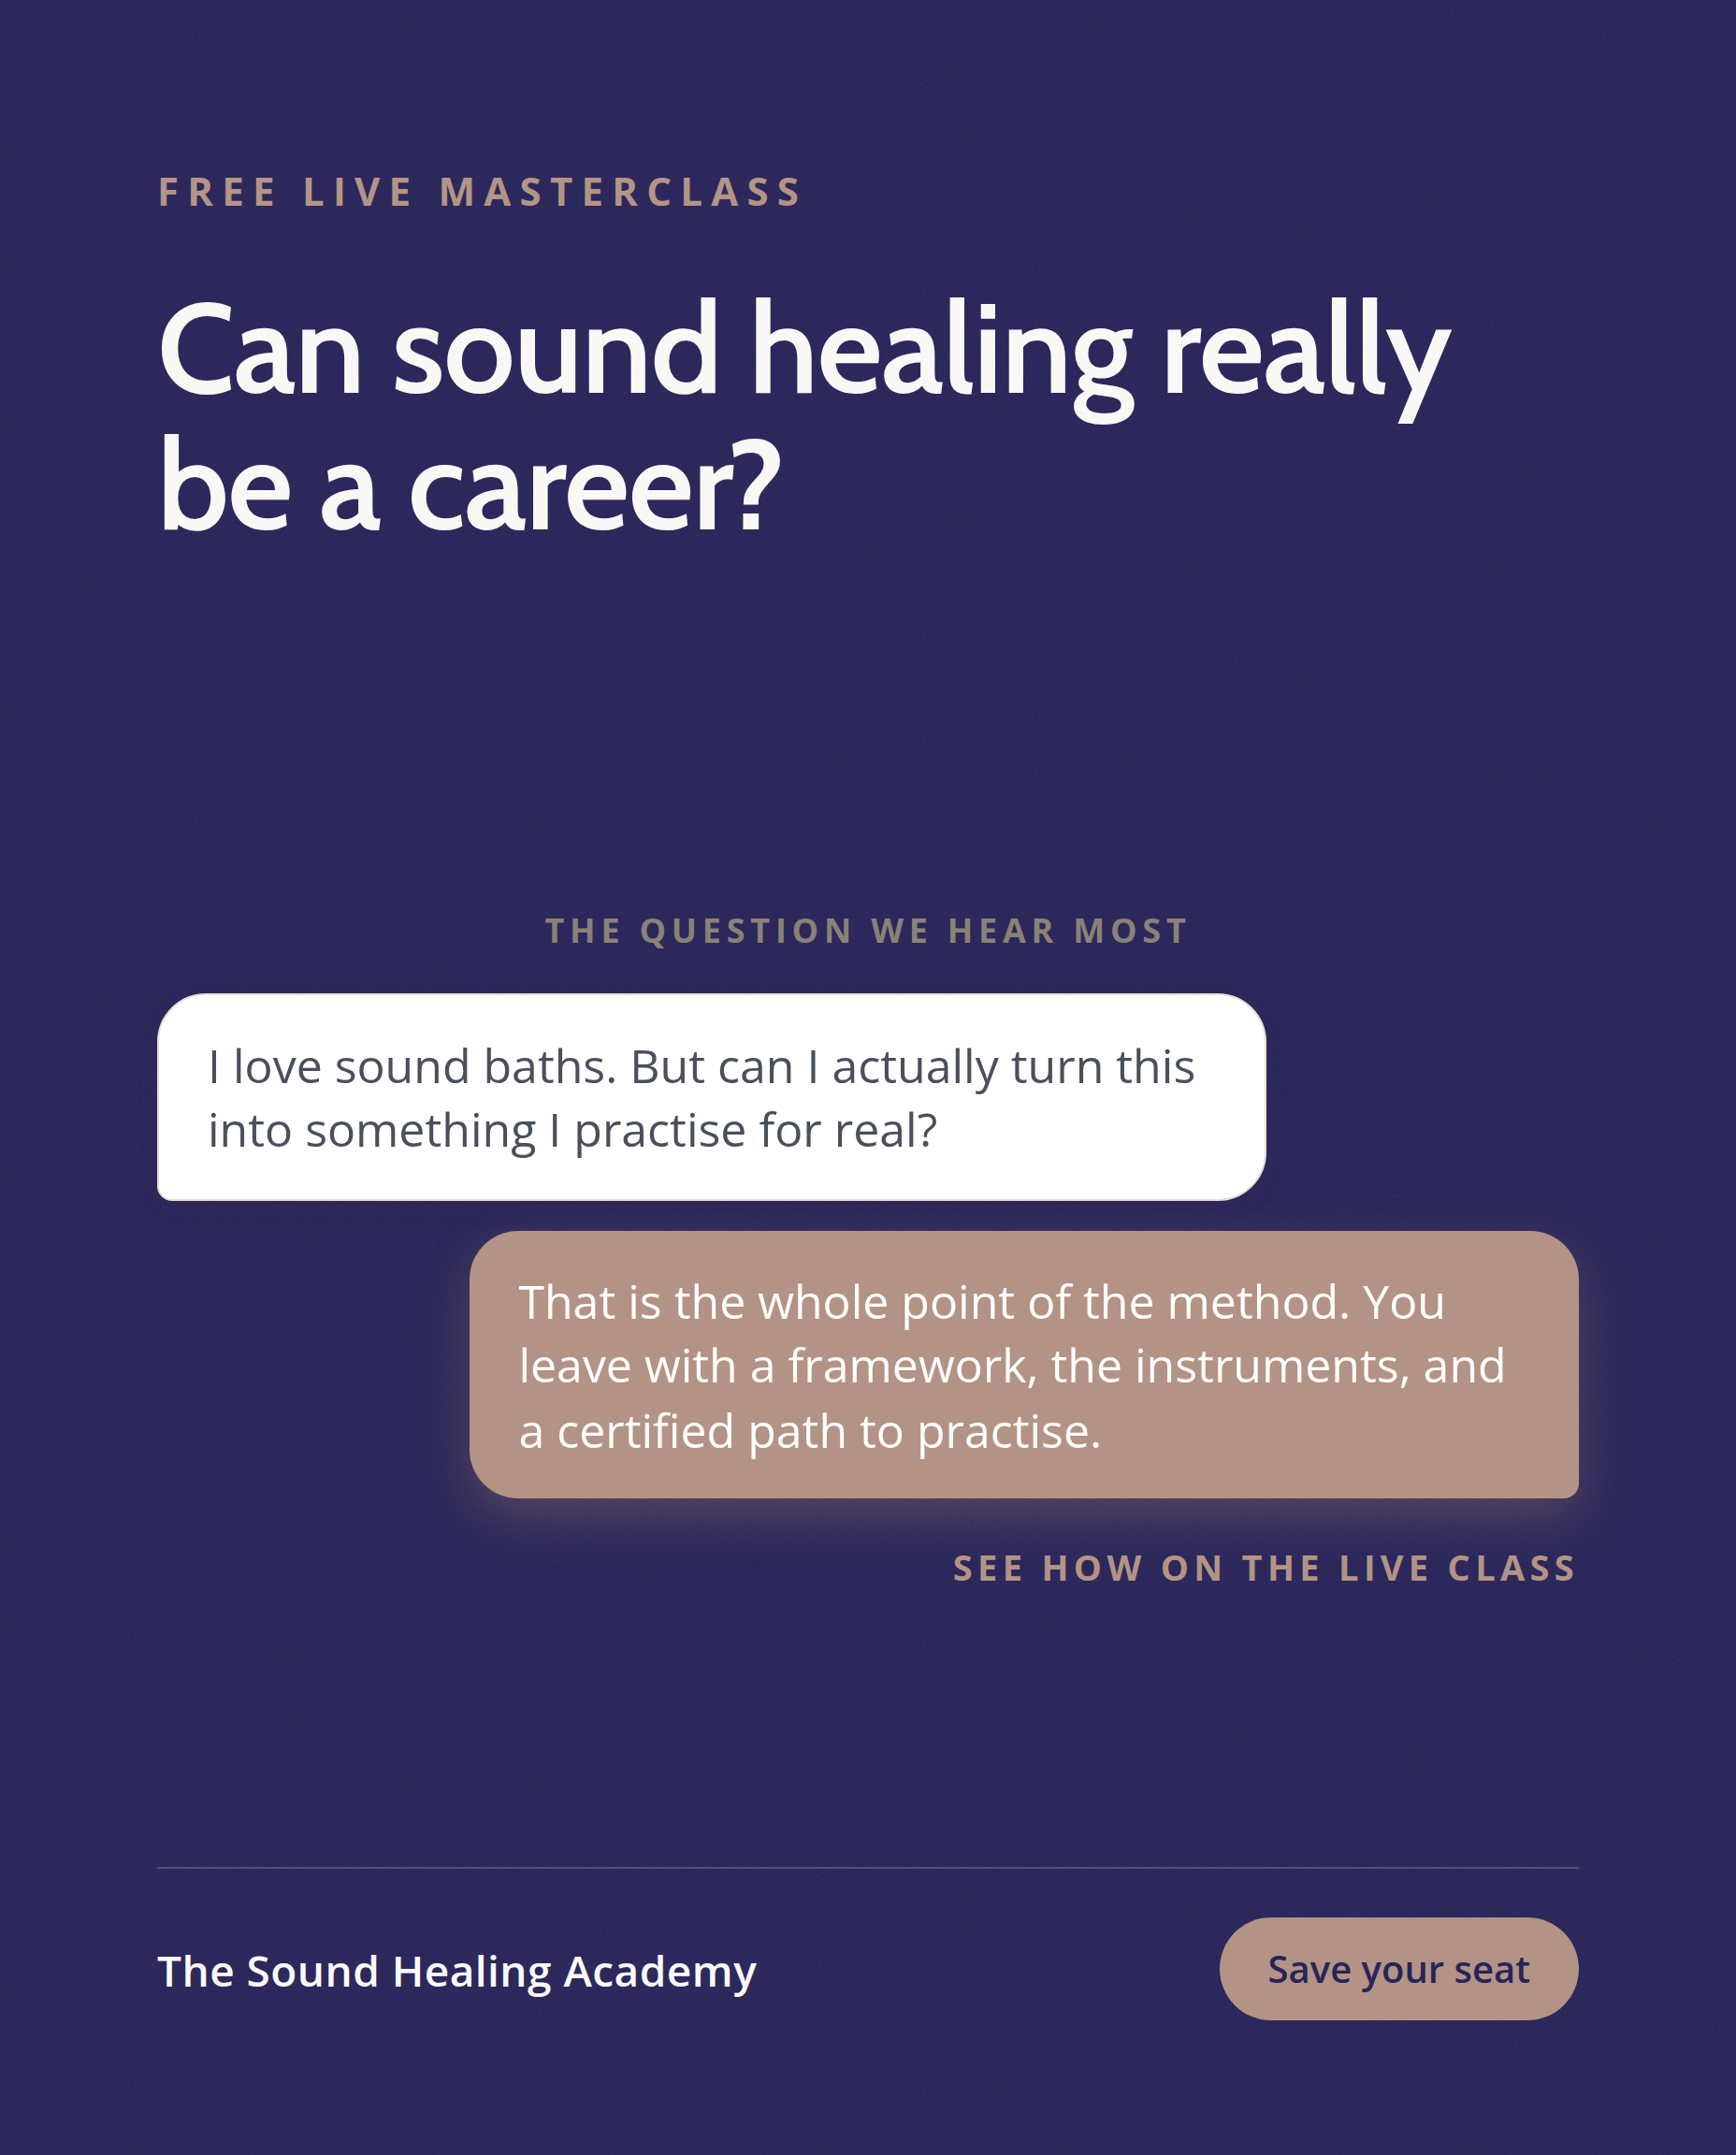 FREE LIVE MASTERCLASS
Can sound healing really
be a career?
THE QUESTION WE HEAR MOST
I love sound baths. But can I actually turn this
into something I practise for real?
That is the whole point of the method. You
leave with a framework, the instruments, and
a certified path to practise.
SEE HOW ON THE LIVE CLASS
The Sound Healing Academy
Save your seat